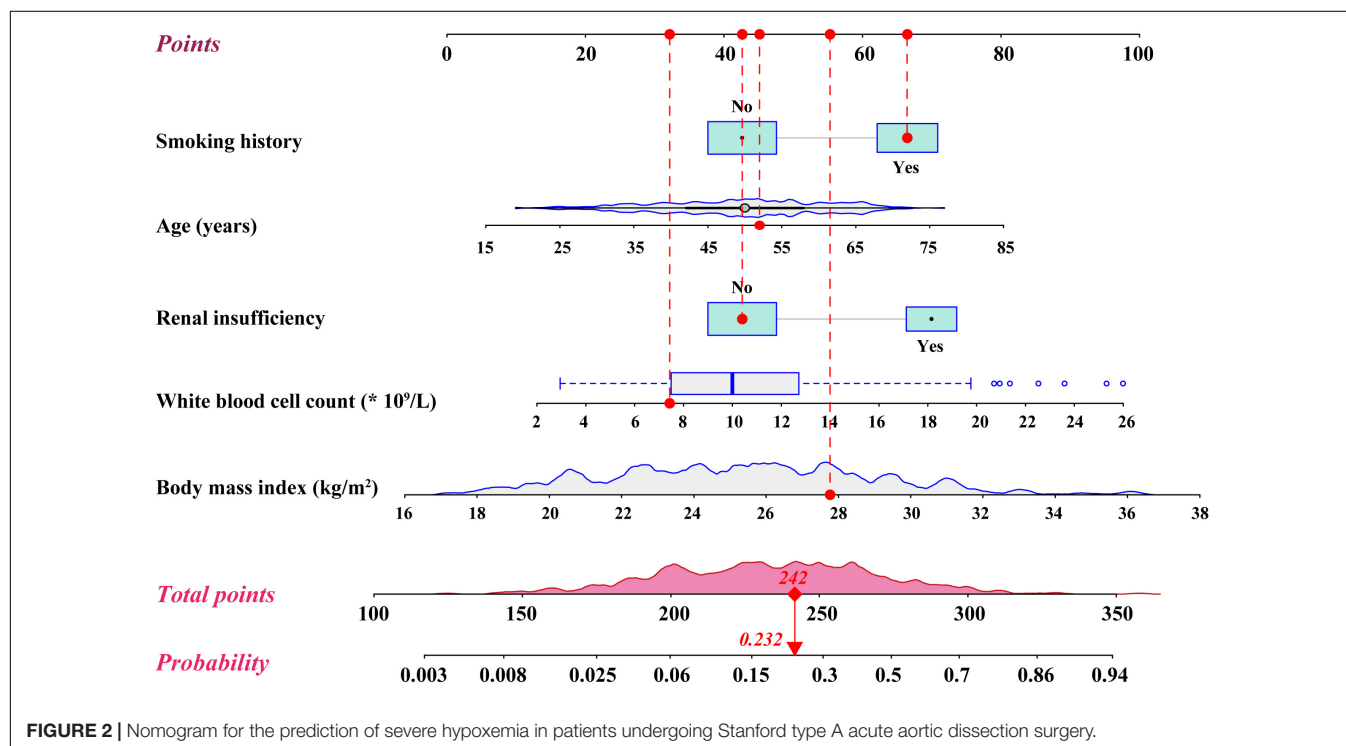 Points
0 20 40 60 80 100
No
Smoking history
Yes
Age (years)
15 25 35 45 55 65 75 85
No
Renal insufficiency
Yes
White blood cell count (* 10⁹/L)
2 4 6 8 10 12 14 16 18 20 22 24 26
Body mass index (kg/m²)
16 18 20 22 24 26 28 30 32 34 36 38
Total points
242
100 150 200 250 300 350
0.232
Probability
0.003 0.008 0.025 0.06 0.15 0.3 0.5 0.7 0.86 0.94
FIGURE 2 | Nomogram for the prediction of severe hypoxemia in patients undergoing Stanford type A acute aortic dissection surgery.